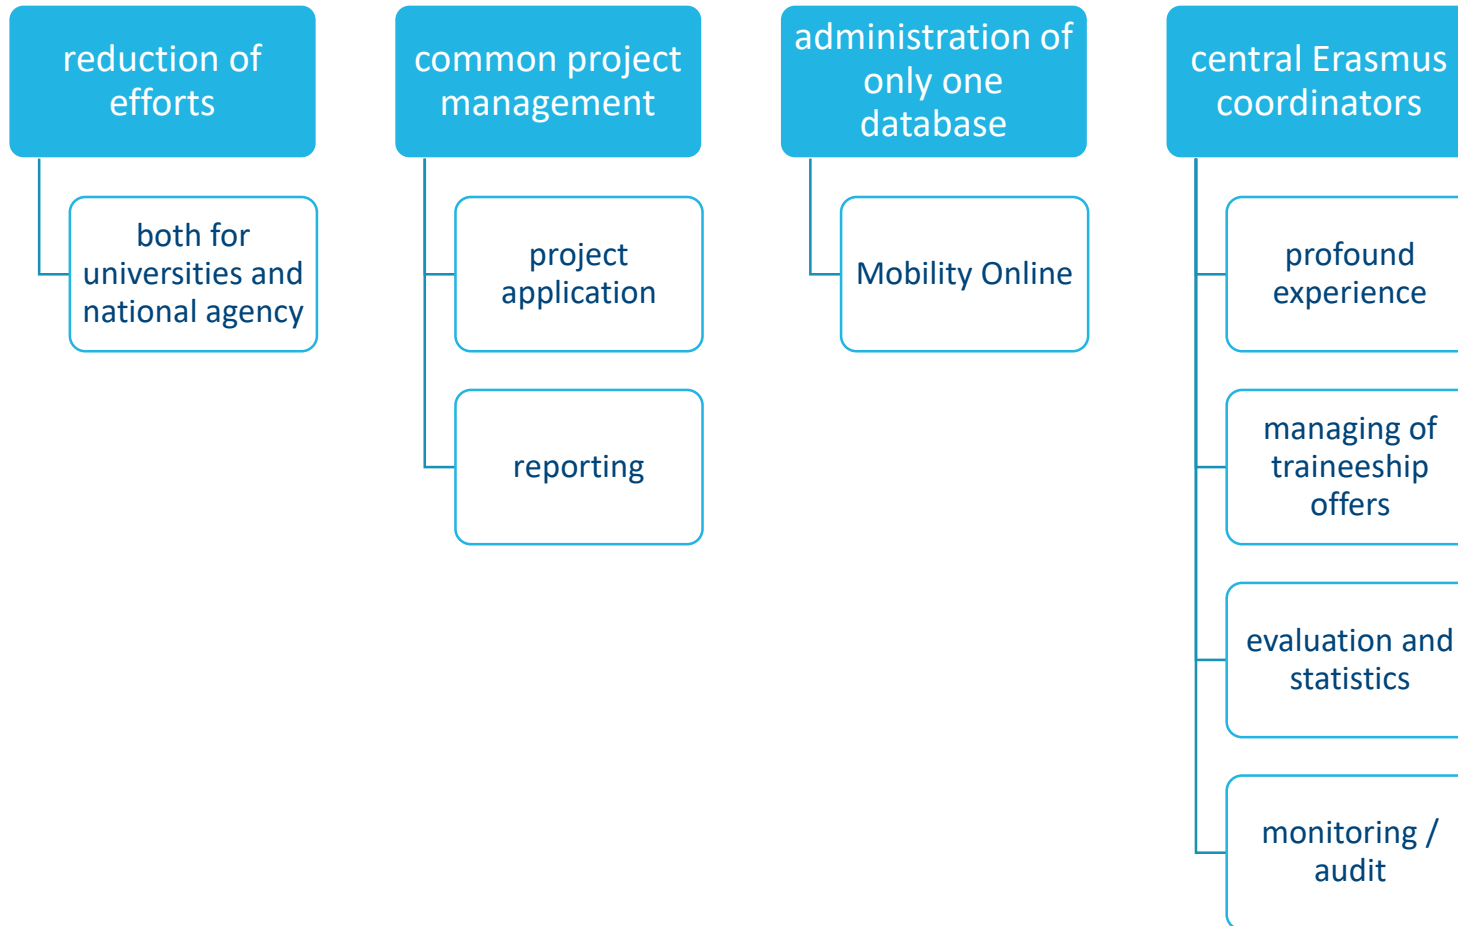 reduction of
efforts
both for
universities and
national agency
common project
management
project
application
reporting
administration of
only one
database
Mobility Online
central Erasmus
coordinators
profound
experience
managing of
traineeship
offers
evaluation and
statistics
monitoring /
audit